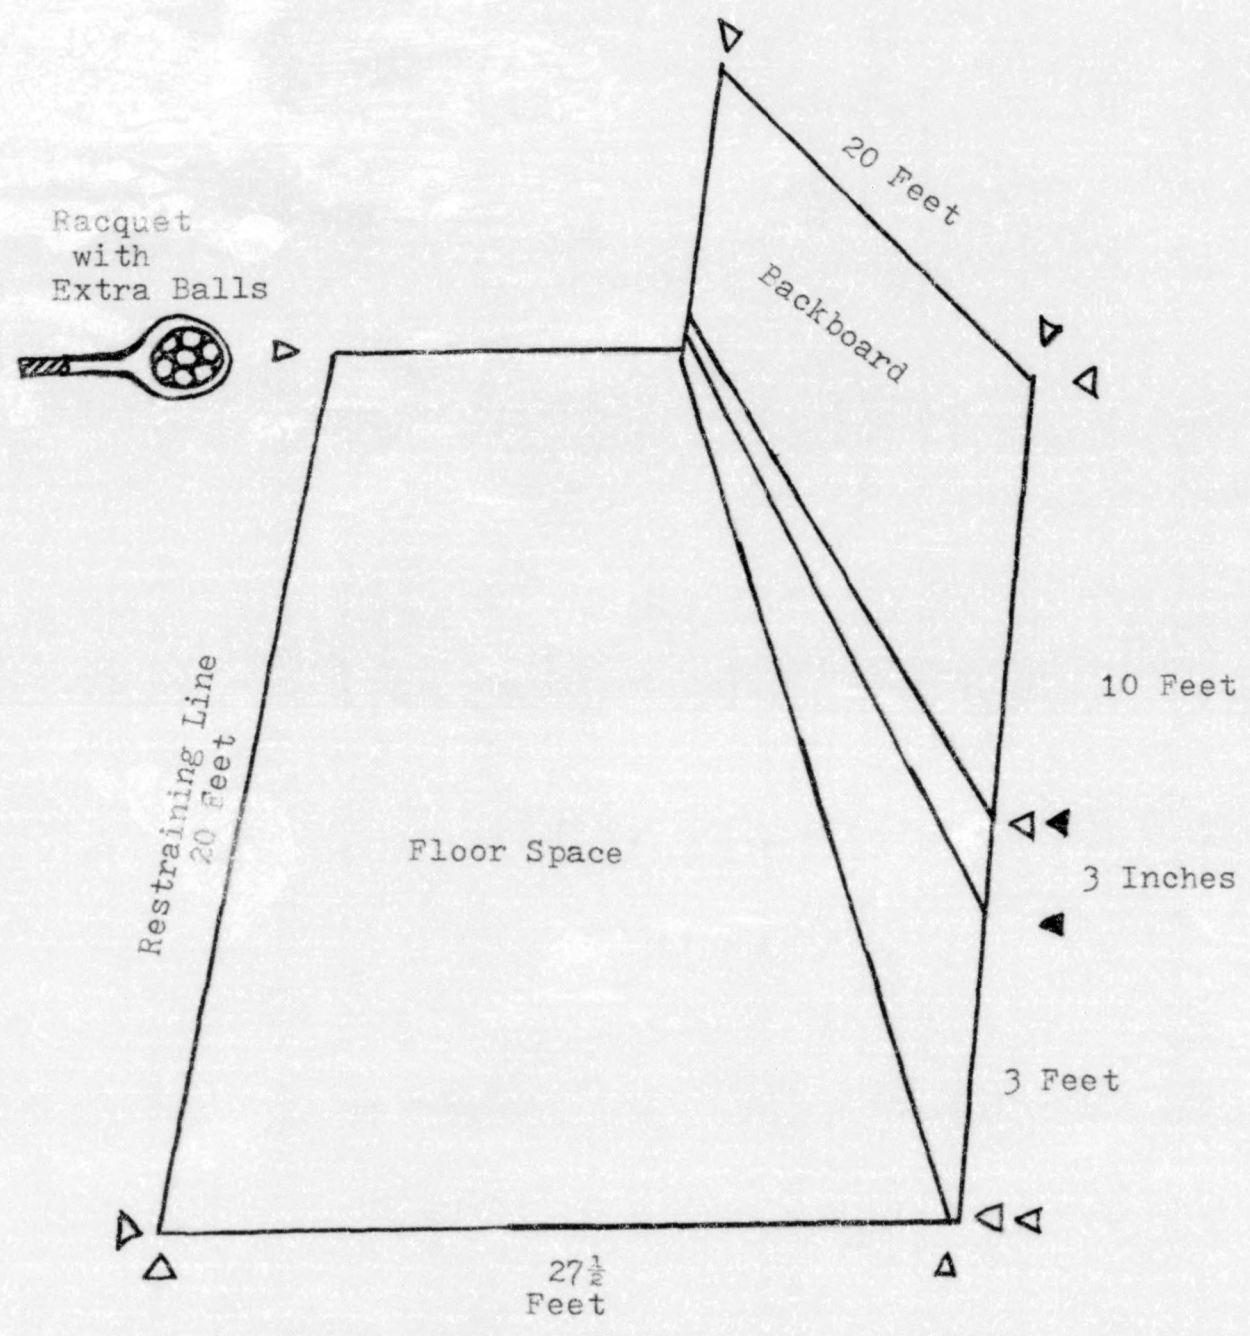 20 Feet
Racquet
with
Extra Balls
Backboard
10 Feet
Restraining Line
20 Feet
Floor Space
3 Inches
3 Feet
27½
Feet